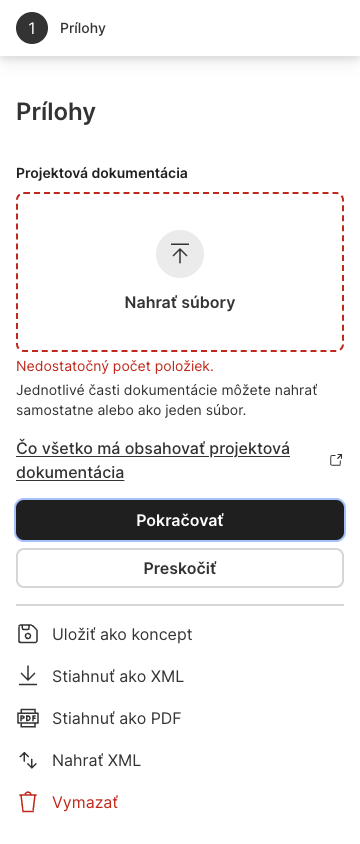 1 Prílohy
Prílohy
Projektová dokumentácia
Nahrať súbory
Nedostatočný počet položiek.
Jednotlivé časti dokumentácie môžete nahrať
samostatne alebo ako jeden súbor.
Čo všetko má obsahovať projektová
dokumentácia
Pokračovať
Preskočiť
Uložiť ako koncept
Stiahnuť ako XML
PDF Stiahnuť ako PDF
Nahrať XML
Vymazať